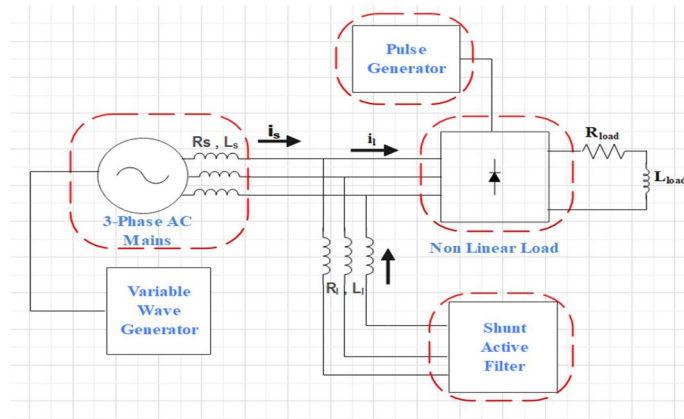 Pulse
Generator
Rs , Ls
is
il
Rload
Lload
3-Phase AC
Mains
Non Linear Load
Rl , Ll
Variable
Wave
Generator
Shunt
Active
Filter